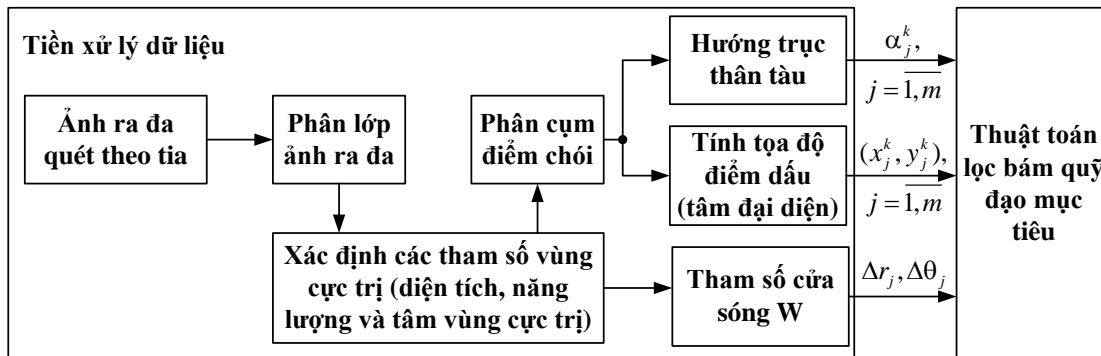 Tiền xử lý dữ liệu
Ảnh ra đa
quét theo tia
Phân lớp
ảnh ra đa
Phân cụm
điểm chói
Hướng trục
thân tàu
Tính tọa độ
điểm dấu
(tâm đại diện)
Xác định các tham số vùng
cực trị (diện tích, năng
lượng và tâm vùng cực trị)
Tham số cửa
sóng W
α_j^k,
j = \overline{1,m}
(x_j^k, y_j^k),
j = \overline{1,m}
Δr_j, Δθ_j
Thuật toán
lọc bám quỹ
đạo mục
tiêu